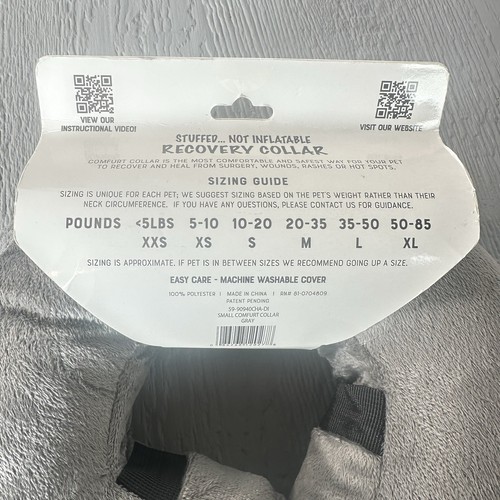 VIEW OUR
INSTRUCTIONAL VIDEO!
VISIT OUR WEBSITE
STUFFED... NOT INFLATABLE
RECOVERY COLLAR
COMFORT COLLAR IS THE MOST COMFORTABLE AND SAFEST WAY FOR YOUR PET
TO RECOVER AND HEAL FROM SURGERY, WOUNDS, RASHES OR HOT SPOTS.
SIZING GUIDE
SIZING IS UNIQUE FOR EACH PET; WE SUGGEST SIZING BASED ON THE PET'S WEIGHT RATHER THAN THEIR
NECK CIRCUMFERENCE. IF YOU HAVE ANY QUESTIONS, PLEASE CONTACT US FOR GUIDANCE.
POUNDS <5LBS 5-10 10-20 20-35 35-50 50-85
XXS XS S M L XL
SIZING IS APPROXIMATE. IF PET IS IN BETWEEN SIZES WE RECOMMEND GOING UP A SIZE.
EASY CARE - MACHINE WASHABLE COVER
100% POLYESTER | MADE IN CHINA | RN# 81-0704809
PATENT PENDING
59-90940CHA-DI
SMALL COMFURT COLLAR
GRAY